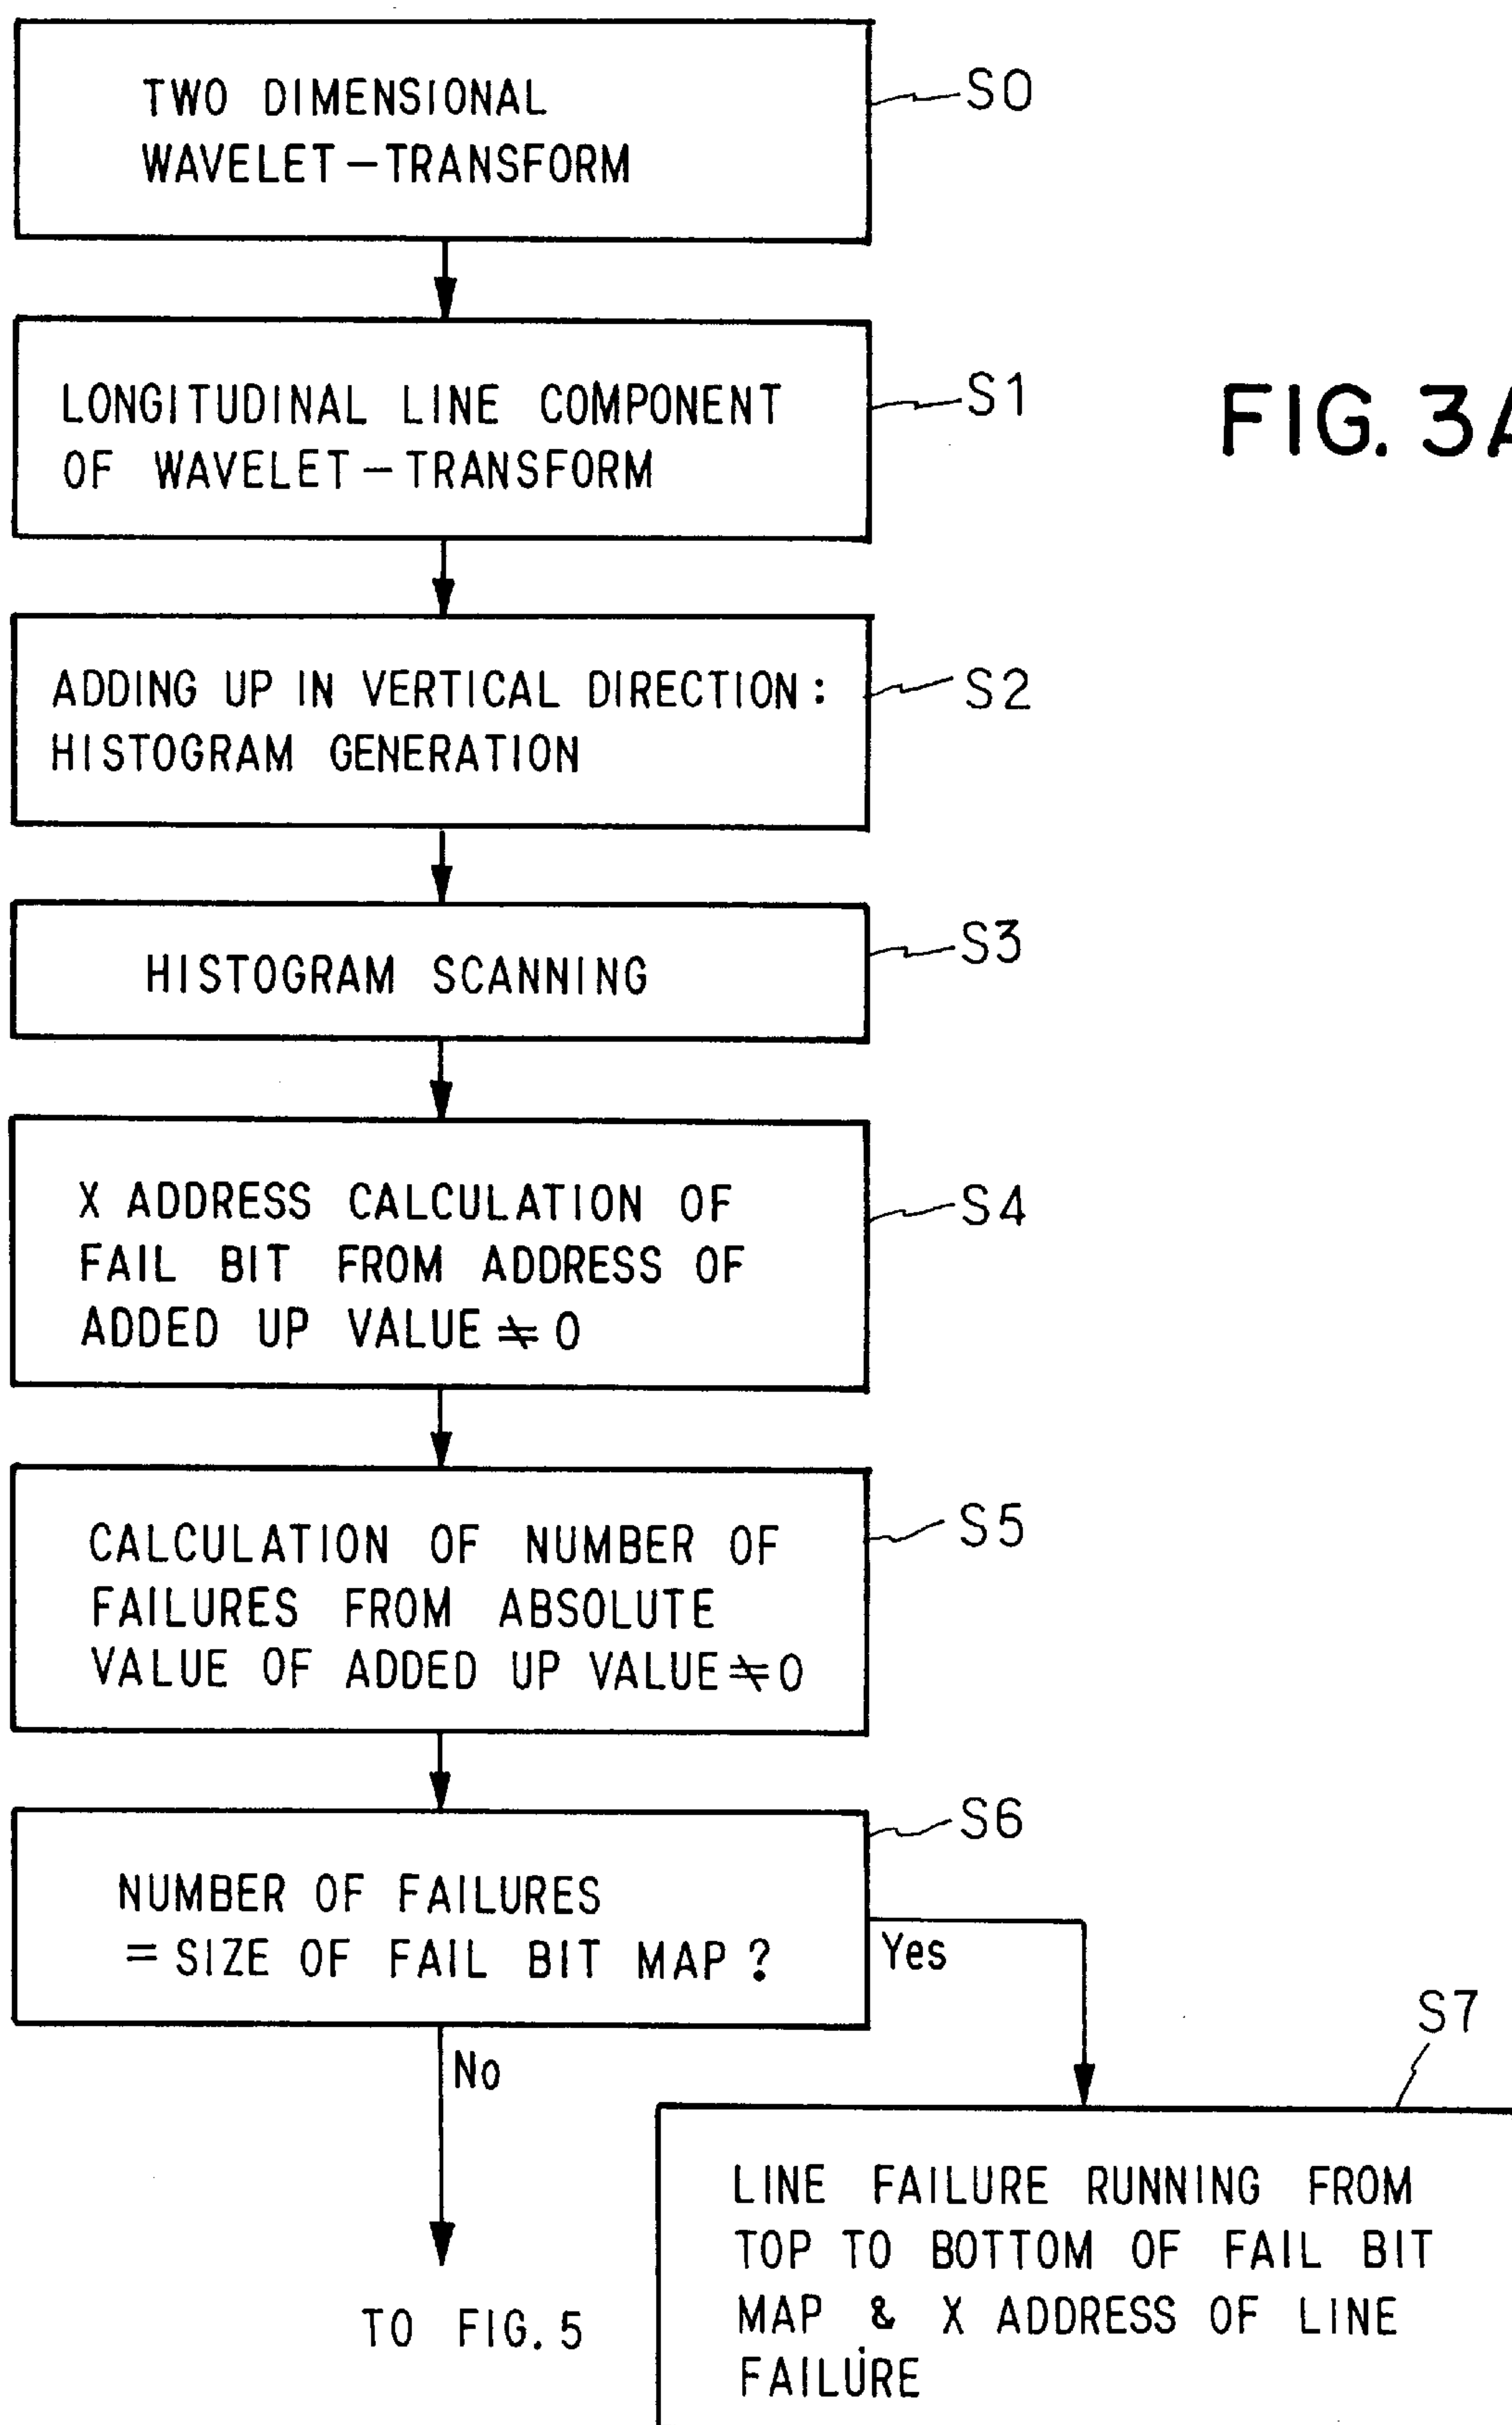 TWO DIMENSIONAL
WAVELET-TRANSFORM
S0
LONGITUDINAL LINE COMPONENT
OF WAVELET-TRANSFORM
S1
FIG. 3A
ADDING UP IN VERTICAL DIRECTION:
HISTOGRAM GENERATION
S2
HISTOGRAM SCANNING
S3
X ADDRESS CALCULATION OF
FAIL BIT FROM ADDRESS OF
ADDED UP VALUE ≠ 0
S4
CALCULATION OF NUMBER OF
FAILURES FROM ABSOLUTE
VALUE OF ADDED UP VALUE ≠ 0
S5
NUMBER OF FAILURES
= SIZE OF FAIL BIT MAP ?
S6
Yes
No
S7
LINE FAILURE RUNNING FROM
TOP TO BOTTOM OF FAIL BIT
MAP & X ADDRESS OF LINE
FAILURE
TO FIG. 5